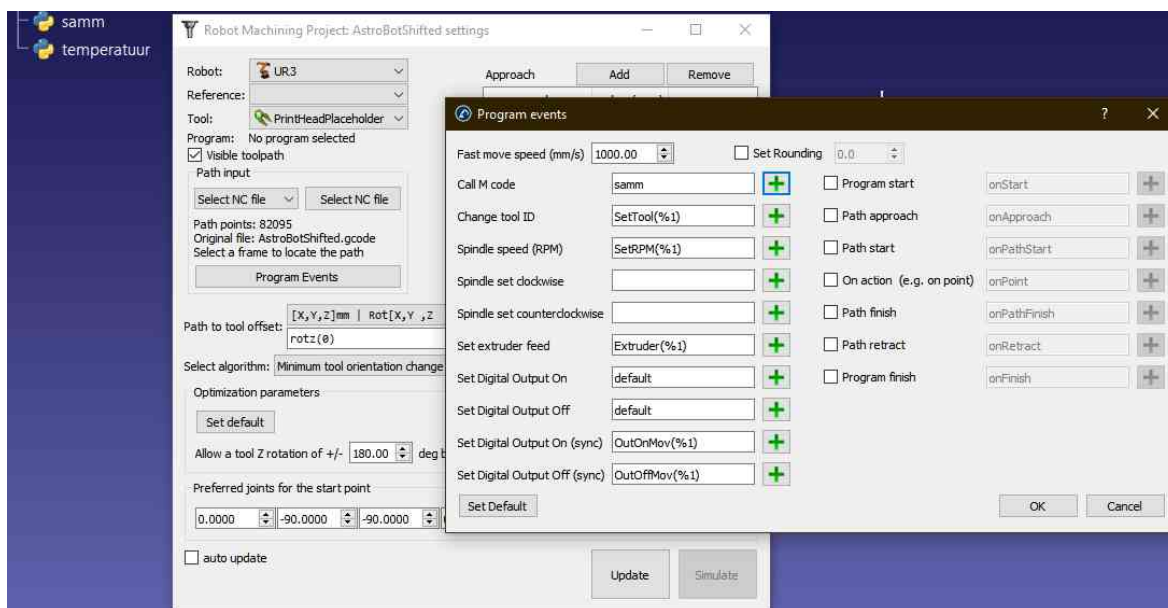 samm
temperatuur
Robot Machining Project: AstroBotShifted settings
Robot: UR3
Approach Add Remove
Reference:
Tool: PrintHeadPlaceholder
Program: No program selected
Visible toolpath
Path input
Select NC file Select NC file
Path points: 82095
Original file: AstroBotShifted.gcode
Select a frame to locate the path
Program Events
Path to tool offset: [X,Y,Z]mm | Rot[X,Y ,Z
rotz(0)
Select algorithm: Minimum tool orientation change
Optimization parameters
Set default
Allow a tool Z rotation of +/- 180.00 deg
Preferred joints for the start point
0.0000 -90.0000 -90.0000
auto update
Update Simulate
Program events ?
Fast move speed (mm/s) 1000.00 Set Rounding 0.0
Call M code samm Program start onStart
Change tool ID SetTool(%1) Path approach onApproach
Spindle speed (RPM) SetRPM(%1) Path start onPathStart
Spindle set clockwise On action (e.g. on point) onPoint
Spindle set counterclockwise Path finish onPathFinish
Set extruder feed Extruder(%1) Path retract onRetract
Set Digital Output On default Program finish onFinish
Set Digital Output Off default
Set Digital Output On (sync) OutOnMov(%1)
Set Digital Output Off (sync) OutOffMov(%1)
Set Default OK Cancel